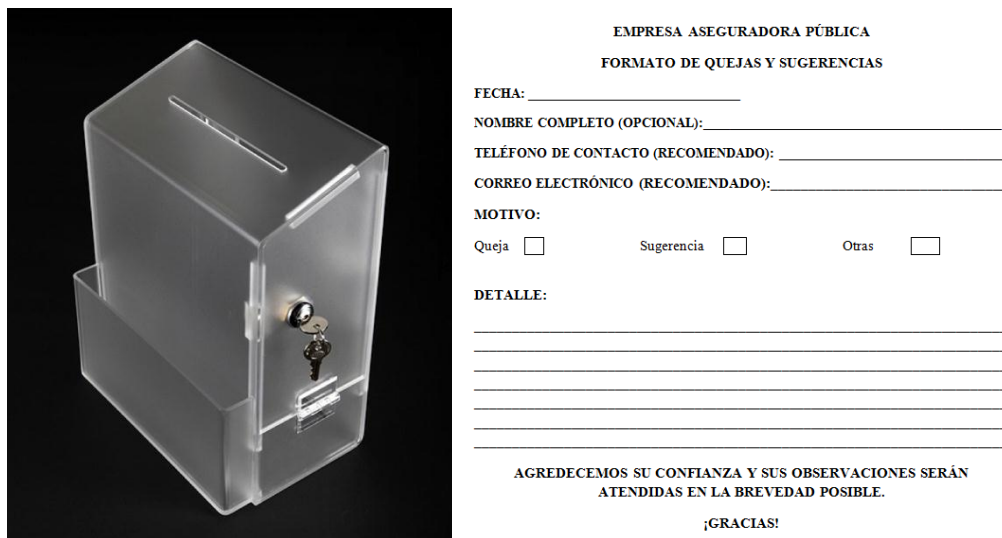 EMPRESA ASEGURADORA PÚBLICA
FORMATO DE QUEJAS Y SUGERENCIAS
FECHA:
NOMBRE COMPLETO (OPCIONAL):
TELÉFONO DE CONTACTO (RECOMENDADO):
CORREO ELECTRÓNICO (RECOMENDADO):
MOTIVO:
Queja Sugerencia Otras
DETALLE:
AGREDECEMOS SU CONFIANZA Y SUS OBSERVACIONES SERÁN
ATENDIDAS EN LA BREVEDAD POSIBLE.
¡GRACIAS!